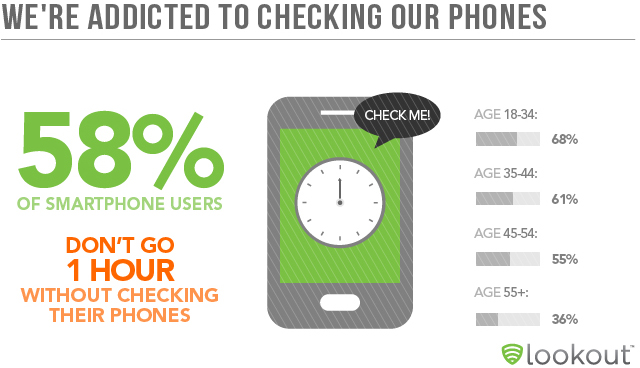 WE'RE ADDICTED TO CHECKING OUR PHONES
58%
OF SMARTPHONE USERS
DON'T GO
1 HOUR
WITHOUT CHECKING
THEIR PHONES
CHECK ME!
AGE 18-34:
68%
AGE 35-44:
61%
AGE 45-54:
55%
AGE 55+:
36%
lookout™